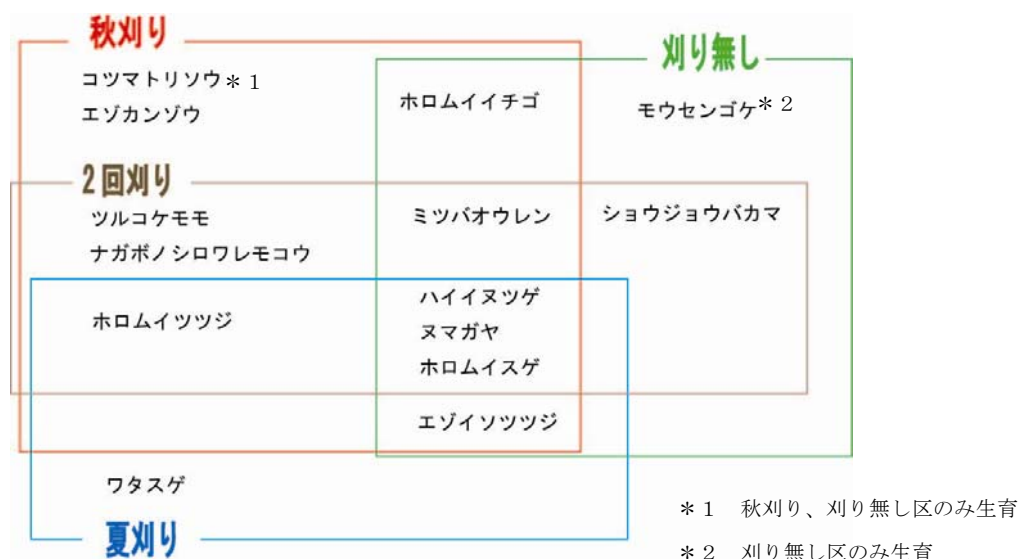 秋刈り
刈り無し
コツマトリソウ＊１
エゾカンゾウ
ホロムイイチゴ
モウセンゴケ＊２
２回刈り
ツルコケモモ
ナガボノシロワレモコウ
ミツバオウレン
ショウジョウバカマ
ホロムイツツジ
ハイイヌツゲ
ヌマガヤ
ホロムイスゲ
エゾイソツツジ
ワタスゲ
夏刈り
＊１　秋刈り、刈り無し区のみ生育
＊２　刈り無し区のみ生育